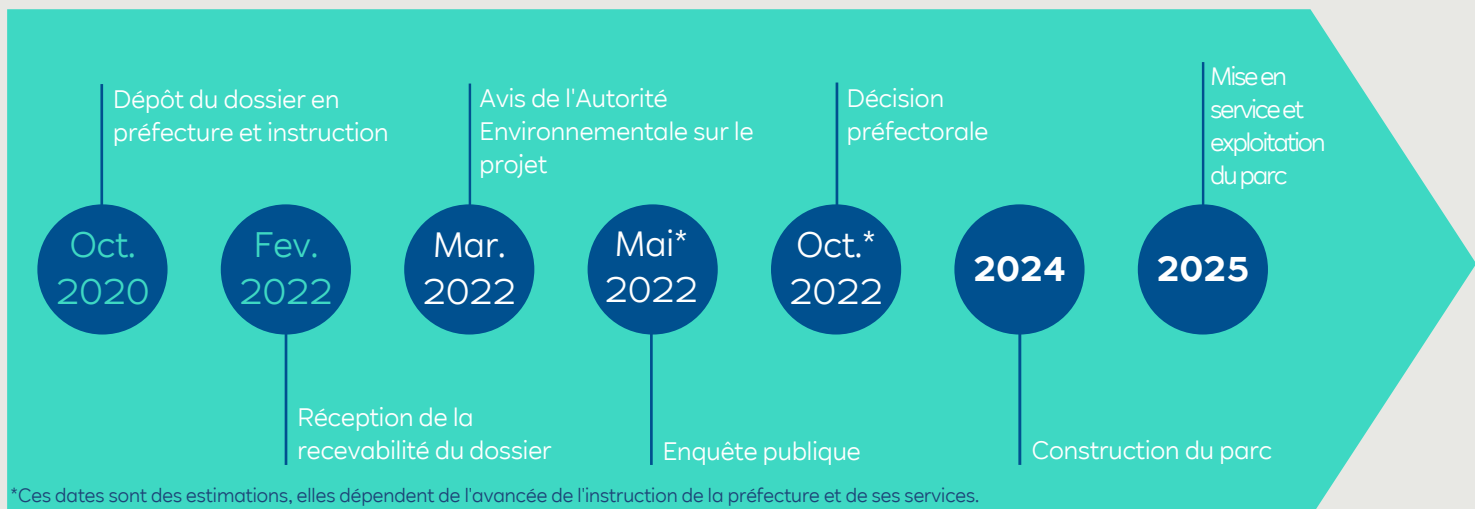 Dépôt du dossier en
préfecture et instruction
Avis de l'Autorité
Environnementale sur le
projet
Décision
préfectorale
Mise en
service et
exploitation
du parc
Oct.
2020
Fev.
2022
Mar.
2022
Mai*
2022
Oct.*
2022
2024
2025
Réception de la
recevabilité du dossier
Enquête publique
Construction du parc
*Ces dates sont des estimations, elles dépendent de l'avancée de l'instruction de la préfecture et de ses services.